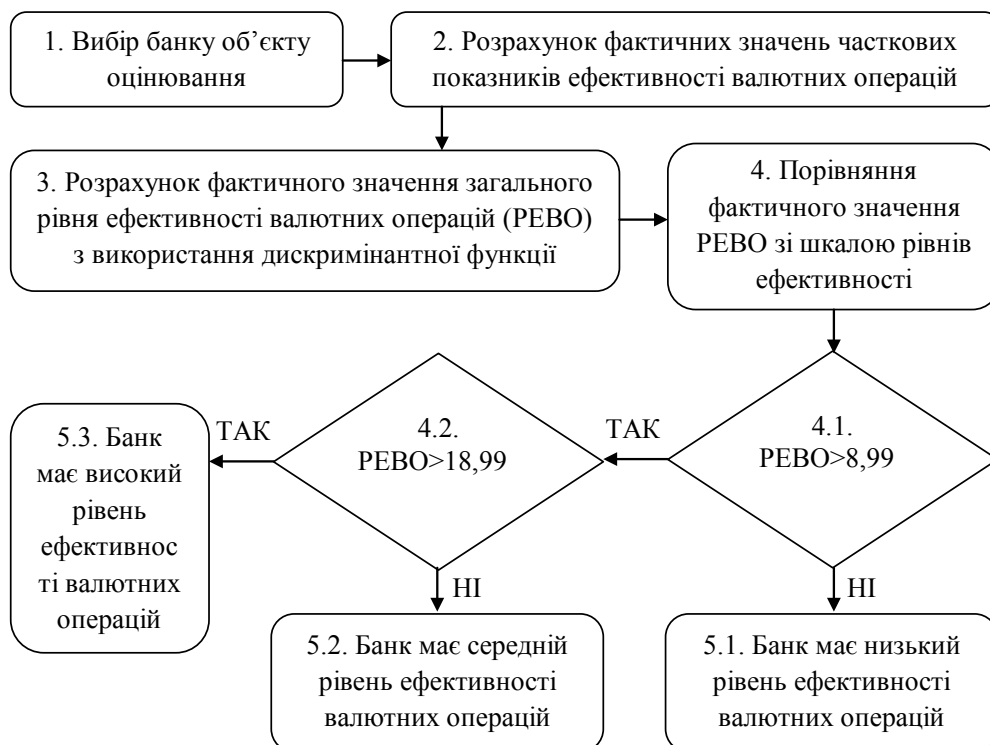 1. Вибір банку об’єкту
оцінювання
2. Розрахунок фактичних значень часткових
показників ефективності валютних операцій
3. Розрахунок фактичного значення загального
рівня ефективності валютних операцій (РЕВО)
з використання дискримінантної функції
4. Порівняння
фактичного значення
РЕВО зі шкалою рівнів
ефективності
4.1.
РЕВО>8,99
ТАК
НІ
4.2.
РЕВО>18,99
ТАК
НІ
5.3. Банк
має високий
рівень
ефективнос
ті валютних
операцій
5.2. Банк має середній
рівень ефективності
валютних операцій
5.1. Банк має низький
рівень ефективності
валютних операцій